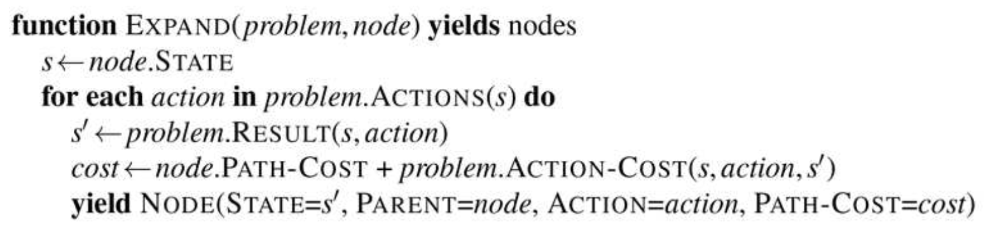 function EXPAND(problem, node) yields nodes
s ← node.STATE
for each action in problem.ACTIONS(s) do
s′ ← problem.RESULT(s, action)
cost ← node.PATH-COST + problem.ACTION-COST(s, action, s′)
yield NODE(STATE=s′, PARENT=node, ACTION=action, PATH-COST=cost)